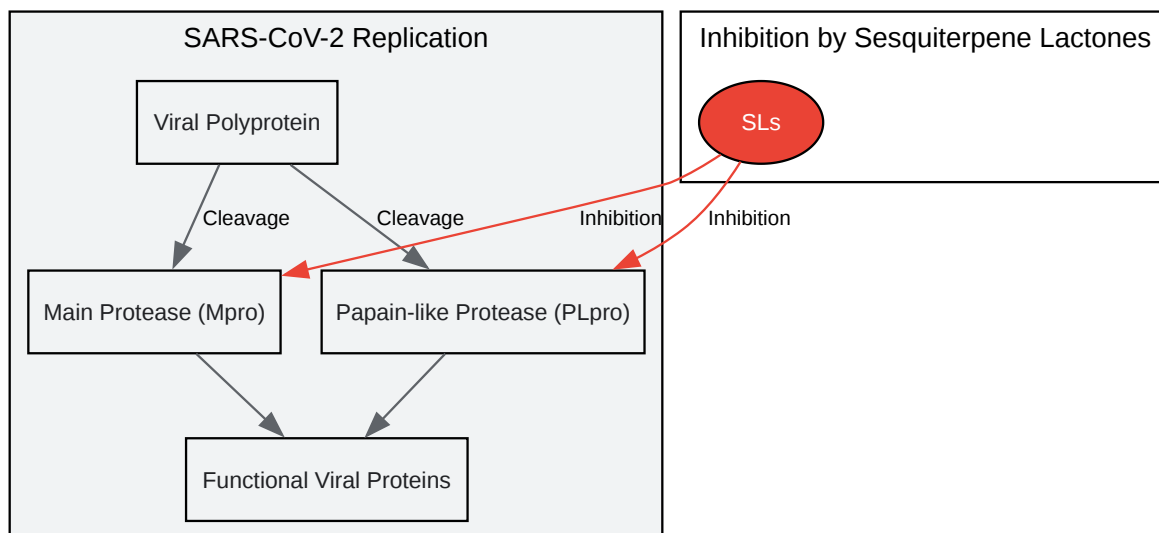 SARS-CoV-2 Replication
Inhibition by Sesquiterpene Lactones
Viral Polyprotein
SLs
Cleavage
Cleavage
Inhibition
Inhibition
Main Protease (Mpro)
Papain-like Protease (PLpro)
Functional Viral Proteins